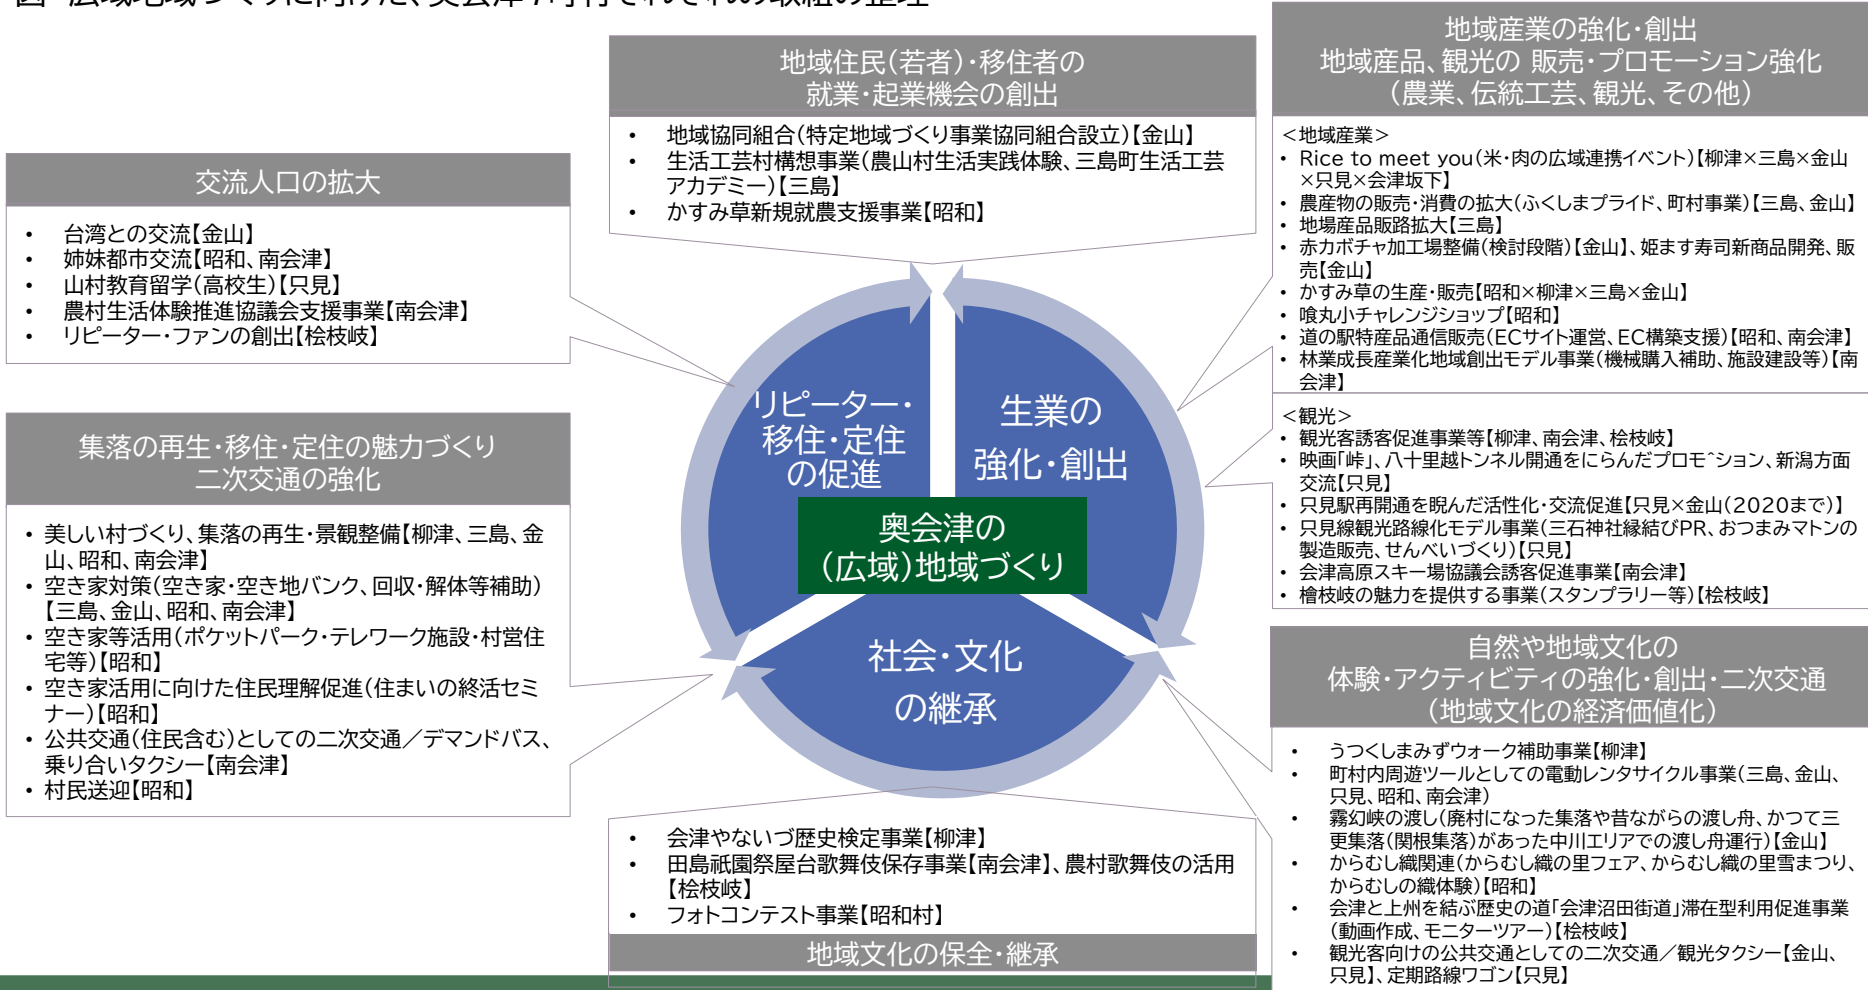 図 広域地域づくりに向けた、奥会津7町村それぞれの取組の整理
地域住民(若者)・移住者の
就業・起業機会の創出
• 地域協同組合(特定地域づくり事業協同組合設立)【金山】
• 生活工芸村構想事業(農山村生活実践体験、三島町生活工芸
アカデミー)【三島】
• かすみ草新規就農支援事業【昭和】
地域産業の強化・創出
地域産品、観光の 販売・プロモーション強化
(農業、伝統工芸、観光、その他)
<地域産業>
• Rice to meet you(米・肉の広域連携イベント)【柳津×三島×金山
×只見×会津坂下】
• 農産物の販売・消費の拡大(ふくしまプライド、町村事業)【三島、金山】
• 地場産品販路拡大【三島】
• 赤カボチャ加工場整備(検討段階)【金山】、姫ます寿司新商品開発、販
売【金山】
• かすみ草の生産・販売【昭和×柳津×三島×金山】
• 喰丸小チャレンジショップ【昭和】
• 道の駅特産品通信販売(ECサイト運営、EC構築支援)【昭和、南会津】
• 林業成長産業化地域創出モデル事業(機械購入補助、施設建設等)【南
会津】
<観光>
• 観光客誘客促進事業等【柳津、南会津、桧枝岐】
• 映画「峠」、八十里越トンネル開通をにらんだプロモ^ション、新潟方面
交流【只見】
• 只見駅再開通を睨んだ活性化・交流促進【只見×金山(2020まで)】
• 只見線観光路線化モデル事業(三石神社縁結びPR、おつまみマトンの
製造販売、せんべいづくり)【只見】
• 会津高原スキー場協議会誘客促進事業【南会津】
• 檜枝岐の魅力を提供する事業(スタンプラリー等)【桧枝岐】
交流人口の拡大
• 台湾との交流【金山】
• 姉妹都市交流【昭和、南会津】
• 山村教育留学(高校生)【只見】
• 農村生活体験推進協議会支援事業【南会津】
• リピーター・ファンの創出【桧枝岐】
集落の再生・移住・定住の魅力づくり
二次交通の強化
• 美しい村づくり、集落の再生・景観整備【柳津、三島、金
山、昭和、南会津】
• 空き家対策(空き家・空き地バンク、回収・解体等補助)
【三島、金山、昭和、南会津】
• 空き家等活用(ポケットパーク・テレワーク施設・村営住
宅等)【昭和】
• 空き家活用に向けた住民理解促進(住まいの終活セミ
ナー)【昭和】
• 公共交通(住民含む)としての二次交通／デマンドバス、
乗り合いタクシー【南会津】
• 村民送迎【昭和】
リピーター・
移住・定住
の促進
生業の
強化・創出
奥会津の
(広域)地域づくり
社会・文化
の継承
• 会津やないづ歴史検定事業【柳津】
• 田島祇園祭屋台歌舞伎保存事業【南会津】、農村歌舞伎の活用
【桧枝岐】
• フォトコンテスト事業【昭和村】
地域文化の保全・継承
自然や地域文化の
体験・アクティビティの強化・創出・二次交通
(地域文化の経済価値化)
• うつくしまみずウォーク補助事業【柳津】
• 町村内周遊ツールとしての電動レンタサイクル事業(三島、金山、
只見、昭和、南会津)
• 霧幻峡の渡し(廃村になった集落や昔ながらの渡し舟、かつて三
更集落(関根集落)があった中川エリアでの渡し舟運行)【金山】
• からむし織関連(からむし織の里フェア、からむし織の里雪まつり、
からむしの織体験)【昭和】
• 会津と上州を結ぶ歴史の道「会津沼田街道」滞在型利用促進事業
(動画作成、モニターツアー)【桧枝岐】
• 観光客向けの公共交通としての二次交通／観光タクシー【金山、
只見】、定期路線ワゴン【只見】